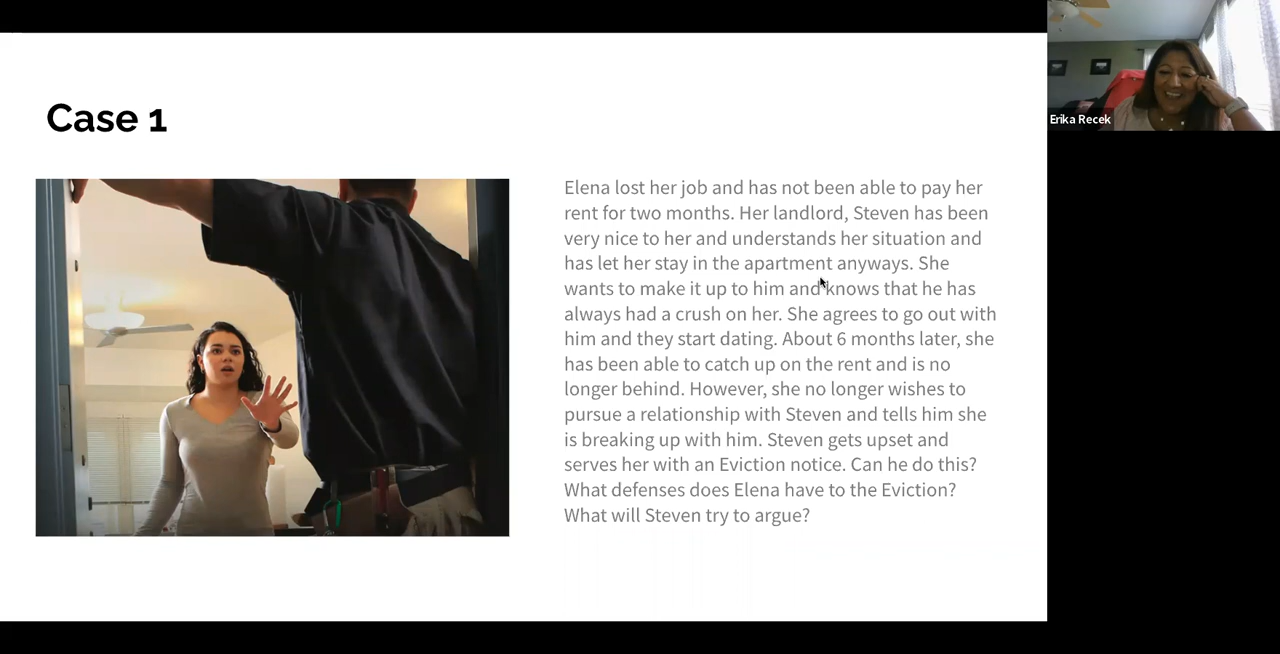 Case 1
Elena lost her job and has not been able to pay her
rent for two months. Her landlord, Steven has been
very nice to her and understands her situation and
has let her stay in the apartment anyways. She
wants to make it up to him and knows that he has
always had a crush on her. She agrees to go out with
him and they start dating. About 6 months later, she
has been able to catch up on the rent and is no
longer behind. However, she no longer wishes to
pursue a relationship with Steven and tells him she
is breaking up with him. Steven gets upset and
serves her with an Eviction notice. Can he do this?
What defenses does Elena have to the Eviction?
What will Steven try to argue?
Erika Recek